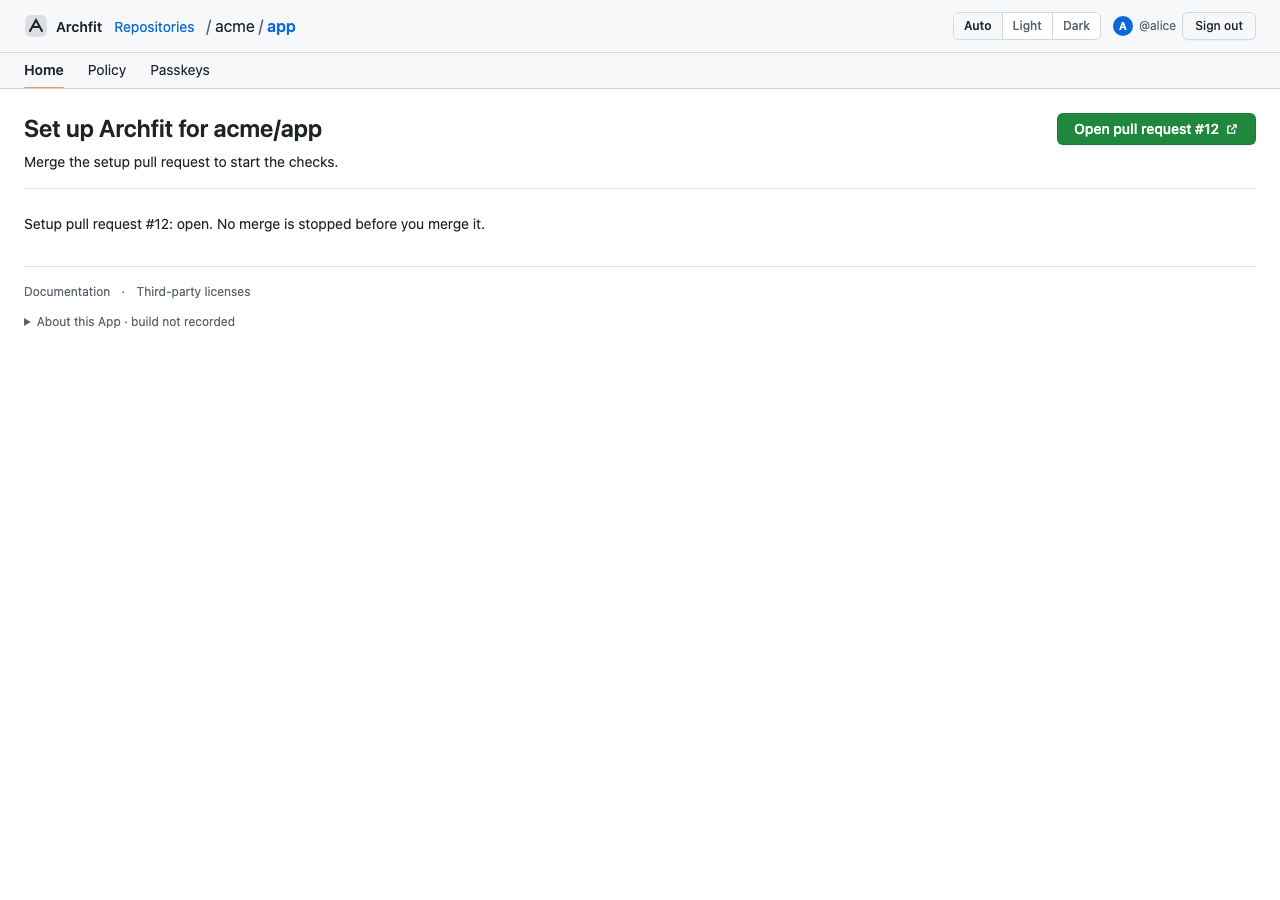 Archfit Repositories / acme / app
Auto Light Dark A @alice Sign out
Home Policy Passkeys
Set up Archfit for acme/app
Open pull request #12
Merge the setup pull request to start the checks.
Setup pull request #12: open. No merge is stopped before you merge it.
Documentation · Third-party licenses
About this App · build not recorded